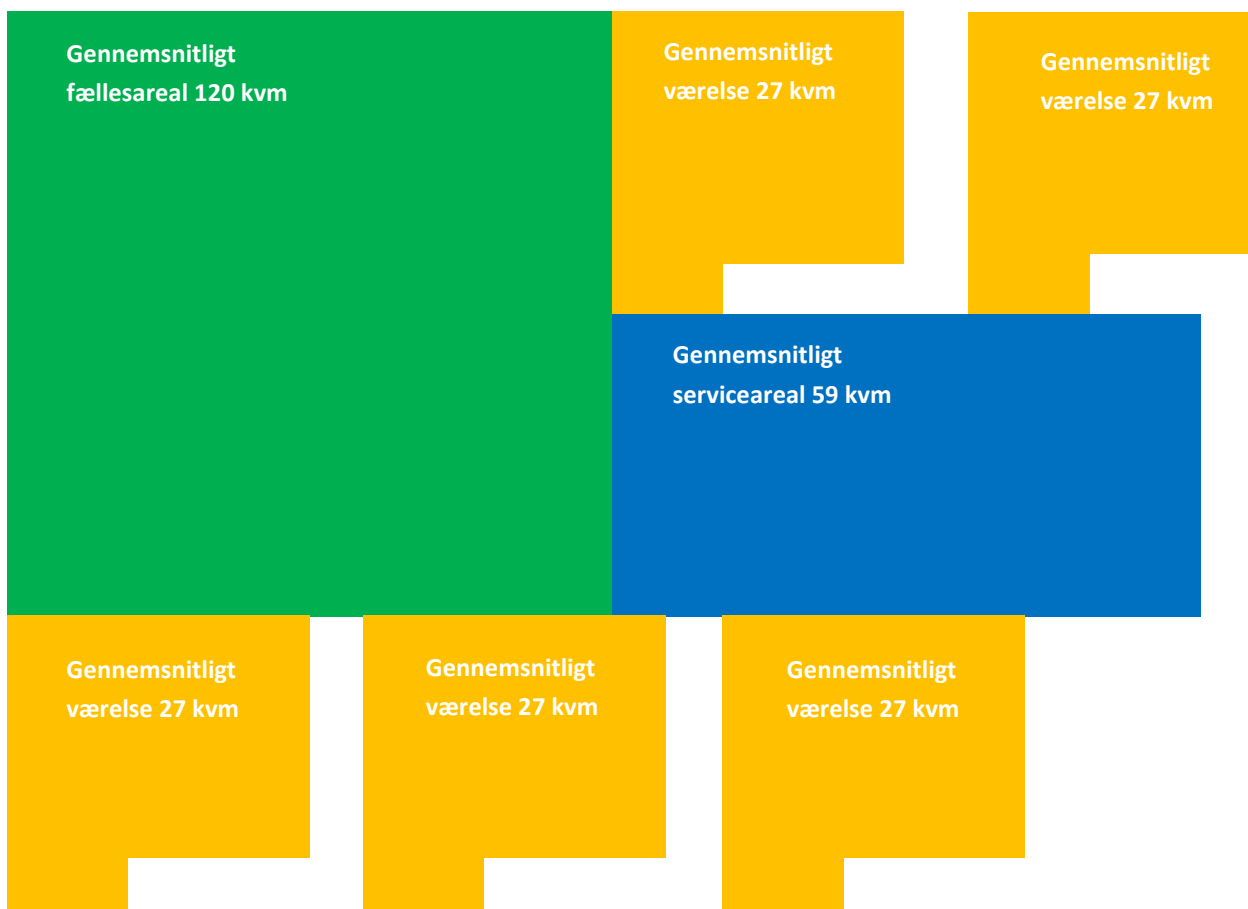 Gennemsnitligt
fællesareal 120 kvm
Gennemsnitligt
værelse 27 kvm
Gennemsnitligt
værelse 27 kvm
Gennemsnitligt
serviceareal 59 kvm
Gennemsnitligt
værelse 27 kvm
Gennemsnitligt
værelse 27 kvm
Gennemsnitligt
værelse 27 kvm